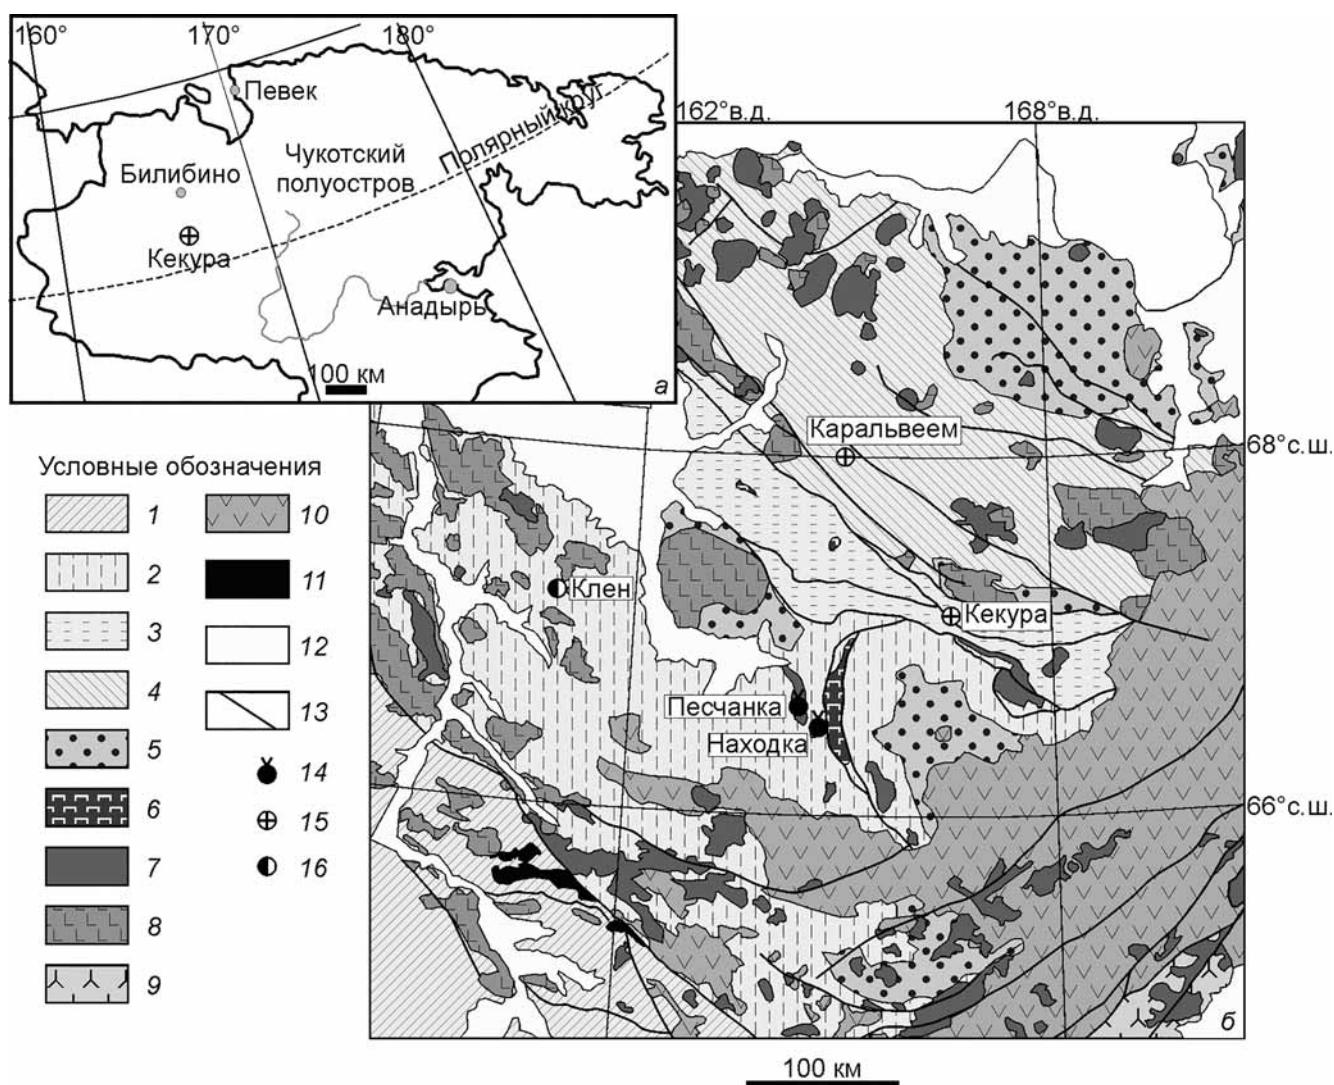 160°
170°
180°
Певек
Полярный круг
Чукотский
полуостров
Билибино
Кекура
Анадырь
100 км
а
162°в.д.
168°в.д.
Каральвеем
68°с.ш.
Клен
Кекура
Песчанка
Находка
66°с.ш.
б
100 км
Условные обозначения
1
2
3
4
5
6
7
8
9
10
11
12
13
14
15
16